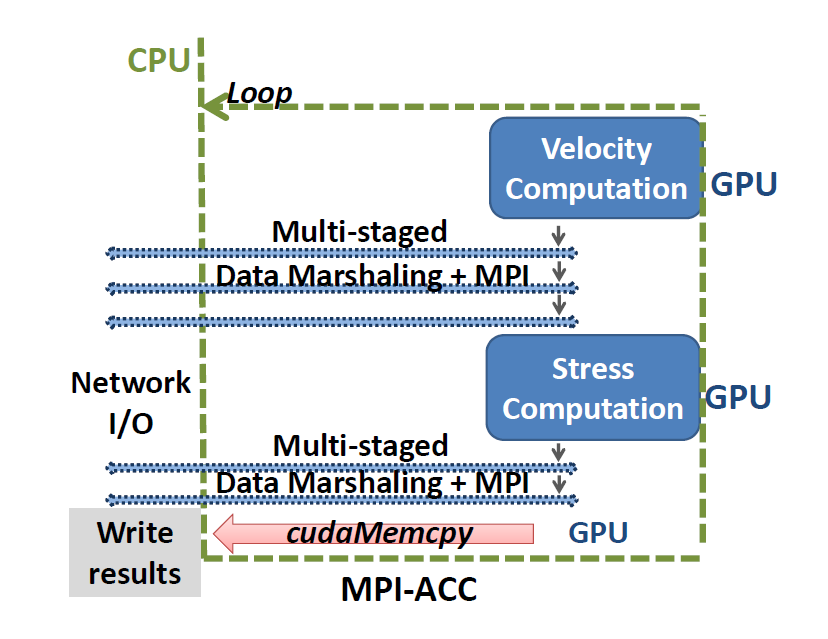 CPU
Loop
Velocity
Computation
GPU
Multi-staged
Data Marshaling + MPI
Stress
Computation
GPU
Network
I/O
Multi-staged
Data Marshaling + MPI
Write
results
cudaMemcpy
GPU
MPI-ACC